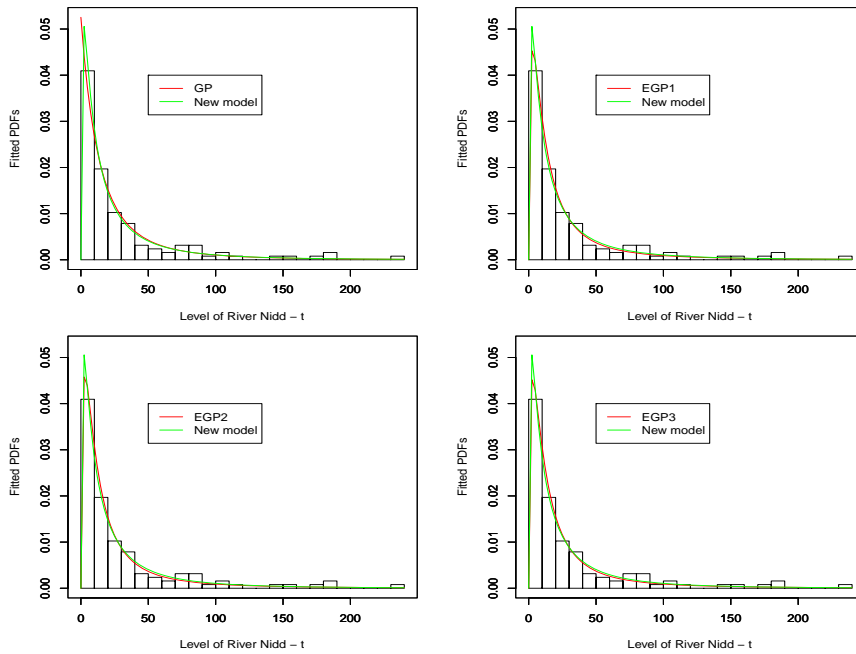 Fitted PDFs
0.00 0.01 0.02 0.03 0.04 0.05
GP
New model
0 50 100 150 200
Level of River Nidd − t
Fitted PDFs
0.00 0.01 0.02 0.03 0.04 0.05
EGP1
New model
0 50 100 150 200
Level of River Nidd − t
Fitted PDFs
0.00 0.01 0.02 0.03 0.04 0.05
EGP2
New model
0 50 100 150 200
Level of River Nidd − t
Fitted PDFs
0.00 0.01 0.02 0.03 0.04 0.05
EGP3
New model
0 50 100 150 200
Level of River Nidd − t